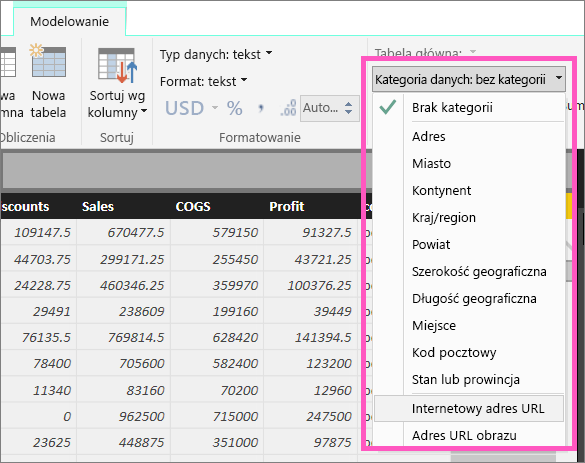 Modelowanie
Typ danych: tekst
Tabela główna:
Nowa
tabela
Sortuj wg
kolumny
Format: tekst
USD % , .00 Auto...
Obliczenia
Sortuj
Formatowanie
Kategoria danych: bez kategorii
Brak kategorii
Adres
Miasto
Kontynent
Kraj/region
Powiat
Szerokość geograficzna
Długość geograficzna
Miejsce
Kod pocztowy
Stan lub prowincja
Internetowy adres URL
Adres URL obrazu
scounts Sales COGS Profit
109147.5 670477.5 579150 91327.5
44703.75 299171.25 255450 43721.25
24228.75 460346.25 359970 100376.25
29491 238609 199160 39449
76135.5 769814.5 628420 141394.5
78400 705600 582400 123200
11340 83160 70200 12960
0 962500 715000 247500
23625 448875 351000 97875